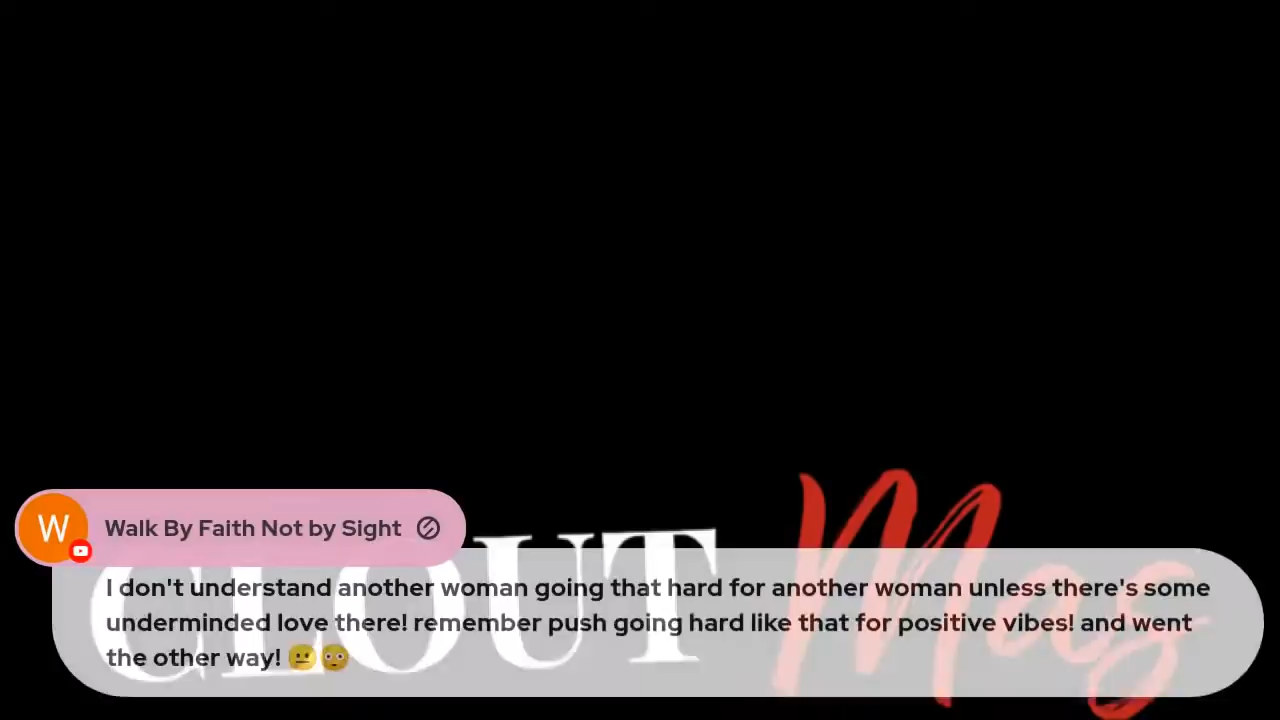 W
Walk By Faith Not by Sight
CLOUT Mag
I don't understand another woman going that hard for another woman unless there's some
underminded love there! remember push going hard like that for positive vibes! and went
the other way! 😐😳